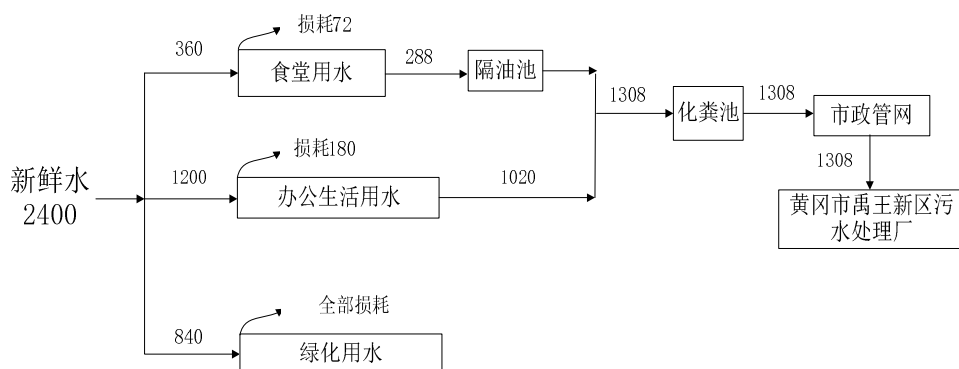 损耗72
360
食堂用水
288
隔油池
1308
化粪池
1308
市政管网
1308
黄冈市禹王新区污
水处理厂
新鲜水
2400
损耗180
1200
办公生活用水
1020
全部损耗
840
绿化用水